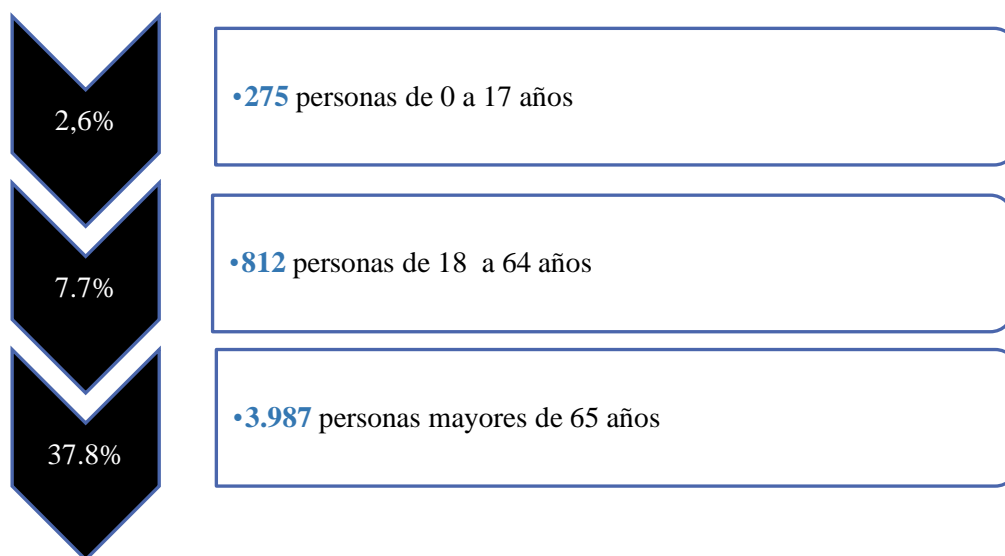 2,6%
•275 personas de 0 a 17 años
7.7%
•812 personas de 18  a 64 años
37.8%
•3.987 personas mayores de 65 años